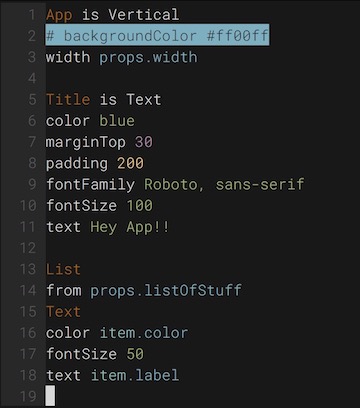 1 App is Vertical
2 # backgroundColor #ff00ff
3 width props.width
4
5 Title is Text
6 color blue
7 marginTop 30
8 padding 200
9 fontFamily Roboto, sans-serif
10 fontSize 100
11 text Hey App!!
12
13 List
14 from props.listOfStuff
15 Text
16 color item.color
17 fontSize 50
18 text item.label
19